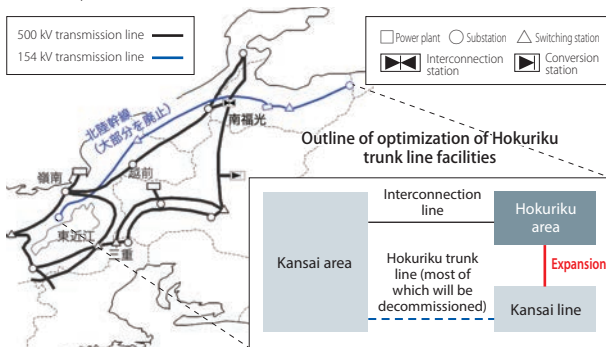 500 kV transmission line
154 kV transmission line
Power plant
Substation
Switching station
Interconnection
station
Conversion
station
北陸幹線
(大部分を廃止)
南福光
嶺南
越前
東近江
三重
Outline of optimization of Hokuriku
trunk line facilities
Kansai area
Interconnection
line
Hokuriku
area
Hokuriku trunk
line (most of
which will be
decommissioned)
Expansion
Kansai line